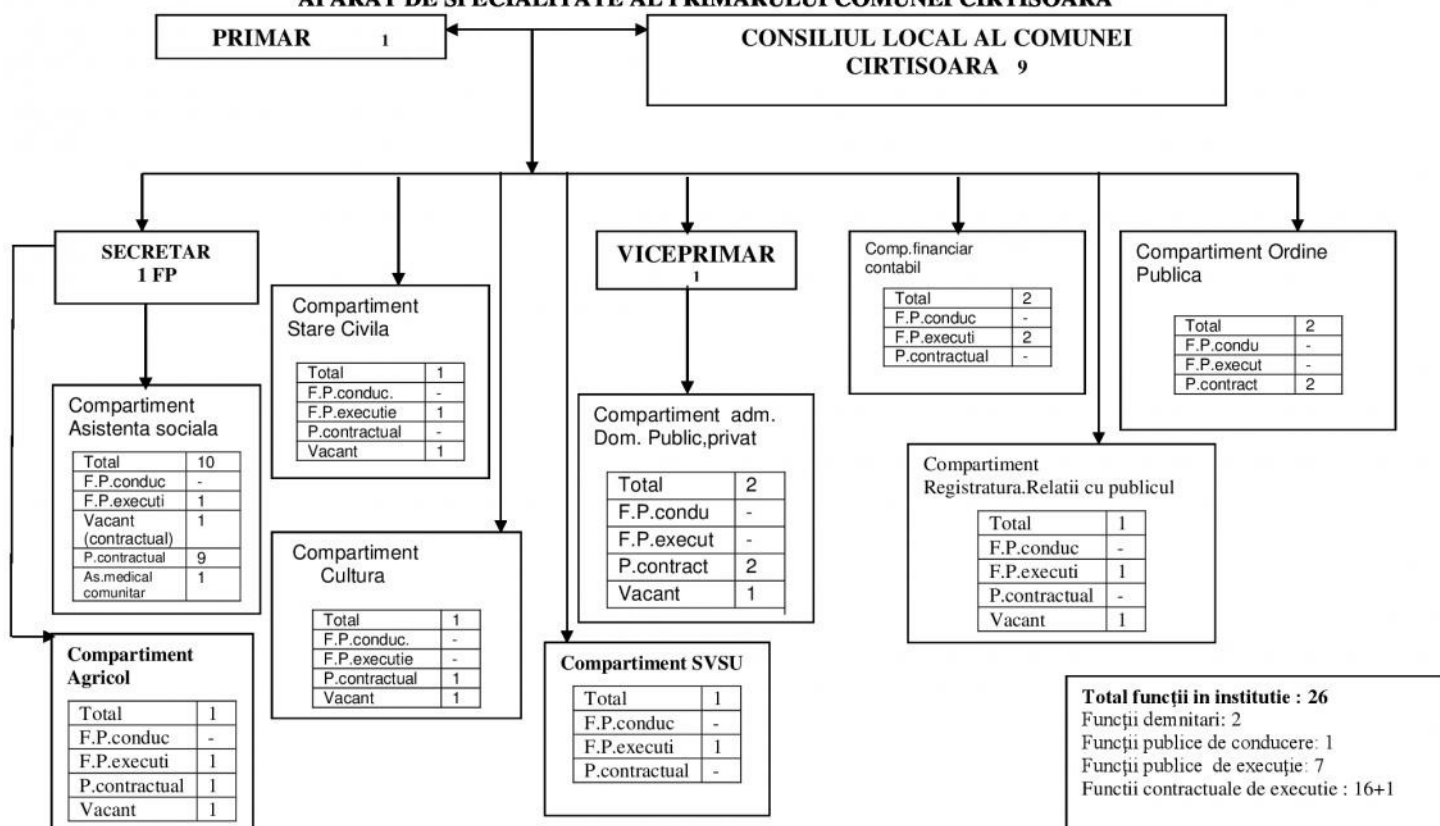 APARAT DE SPECIALITATE AL PRIMARULUI COMUNEI CIRTISOARA
PRIMAR 1
CONSILIUL LOCAL AL COMUNEI
CIRTISOARA 9
SECRETAR
1 FP
Compartiment
Stare Civila
Total 1
F.P.conduc. -
F.P.executie 1
P.contractual -
Vacant 1
VICEPRIMAR
1
Comp.financiar
contabil
Total 2
F.P.conduc -
F.P.executi 2
P.contractual -
Compartiment Ordine
Publica
Total 2
F.P.condu -
F.P.execut -
P.contract 2
Compartiment
Asistenta sociala
Total 10
F.P.conduc -
F.P.executi 1
Vacant 1
(contractual)
P.contractual 9
As.medical 1
comunitar
Compartiment
Cultura
Total 1
F.P.conduc. -
F.P.executie -
P.contractual 1
Vacant 1
Compartiment adm.
Dom. Public,privat
Total 2
F.P.condu -
F.P.execut -
P.contract 2
Vacant 1
Compartiment
Registratura.Relatii cu publicul
Total 1
F.P.conduc -
F.P.executi 1
P.contractual -
Vacant 1
Compartiment
Agricol
Total 1
F.P.conduc -
F.P.executi 1
P.contractual 1
Vacant 1
Compartiment SVSU
Total 1
F.P.conduc -
F.P.executi 1
P.contractual -
Total funcţii in institutie : 26
Funcţii demnitari: 2
Funcţii publice de conducere: 1
Funcţii publice de execuţie: 7
Functii contractuale de executie : 16+1